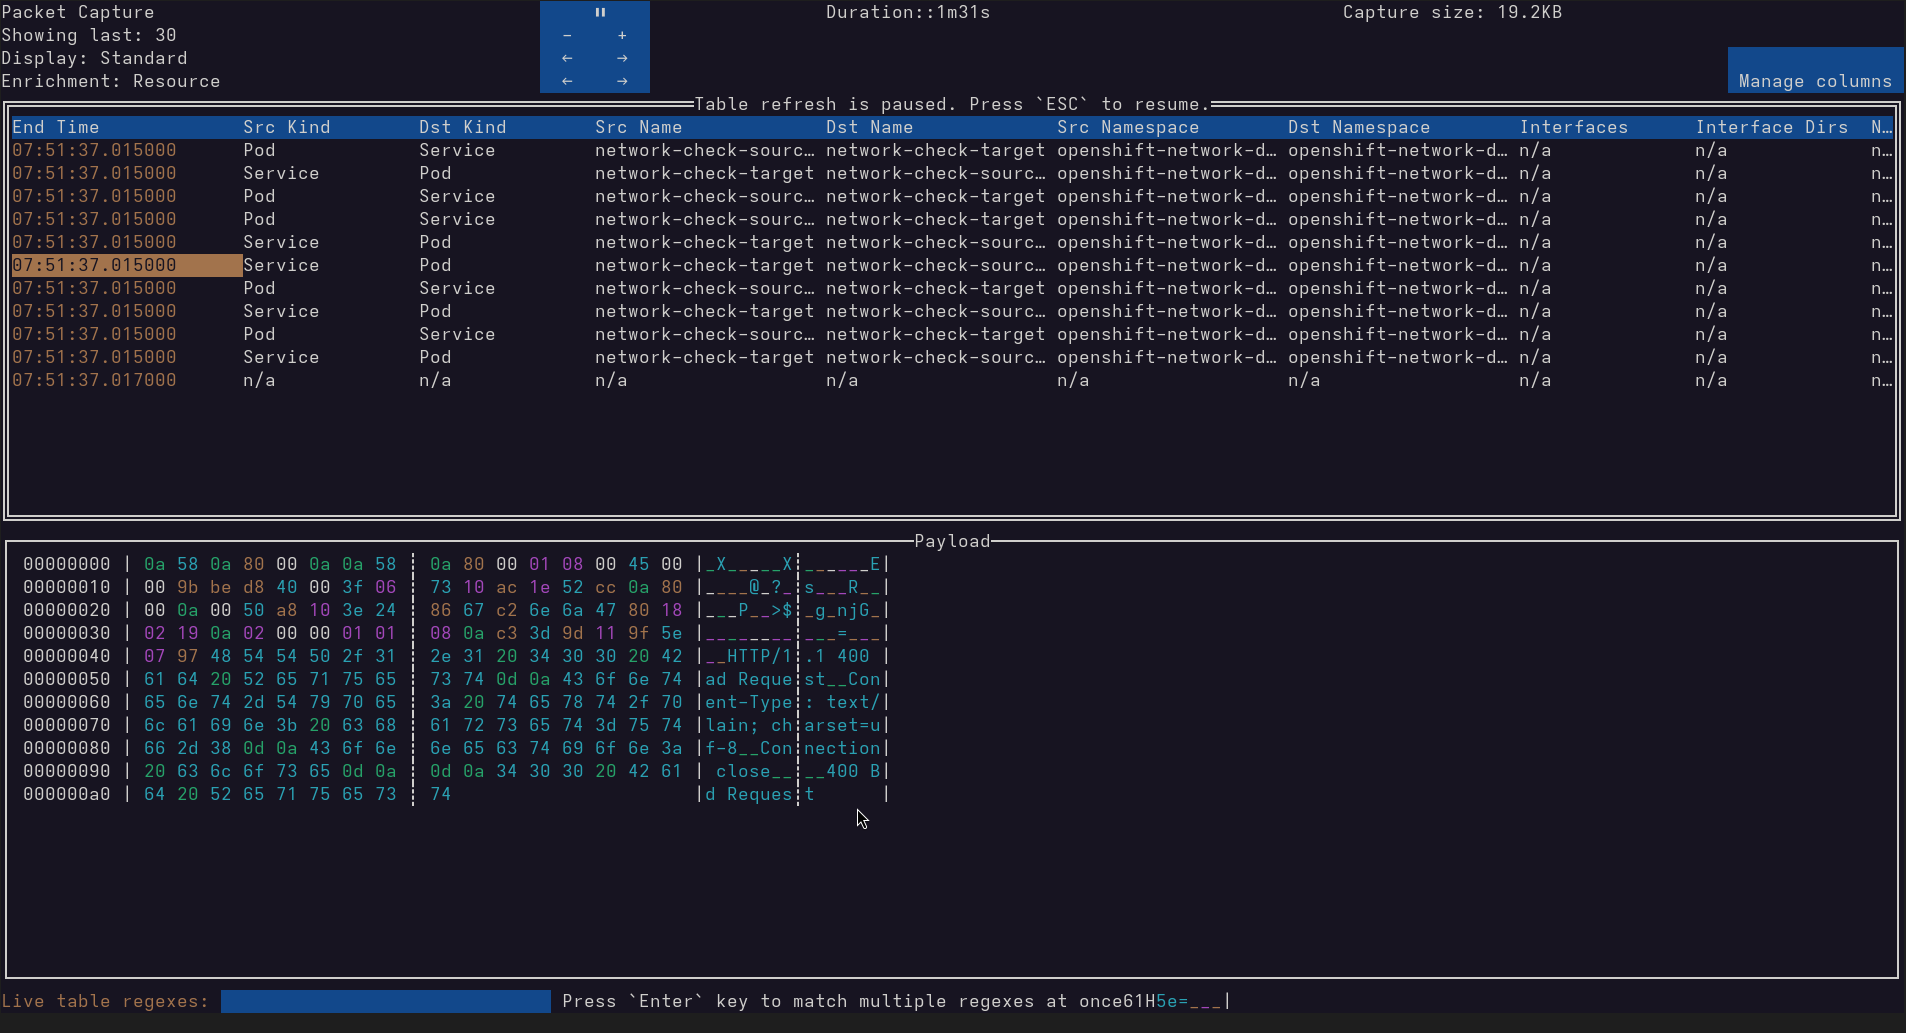 Packet Capture ⏸ Duration::1m31s Capture size: 19.2KB
Showing last: 30 - +
Display: Standard ← →
Enrichment: Resource ← → Manage columns
Table refresh is paused. Press `ESC` to resume.
End Time Src Kind Dst Kind Src Name Dst Name Src Namespace Dst Namespace Interfaces Interface Dirs N…
07:51:37.015000 Pod Service network-check-sourc… network-check-target openshift-network-d… openshift-network-d… n/a n/a n…
07:51:37.015000 Service Pod network-check-target network-check-sourc… openshift-network-d… openshift-network-d… n/a n/a n…
07:51:37.015000 Pod Service network-check-sourc… network-check-target openshift-network-d… openshift-network-d… n/a n/a n…
07:51:37.015000 Pod Service network-check-sourc… network-check-target openshift-network-d… openshift-network-d… n/a n/a n…
07:51:37.015000 Service Pod network-check-target network-check-sourc… openshift-network-d… openshift-network-d… n/a n/a n…
07:51:37.015000 Service Pod network-check-target network-check-sourc… openshift-network-d… openshift-network-d… n/a n/a n…
07:51:37.015000 Pod Service network-check-sourc… network-check-target openshift-network-d… openshift-network-d… n/a n/a n…
07:51:37.015000 Service Pod network-check-target network-check-sourc… openshift-network-d… openshift-network-d… n/a n/a n…
07:51:37.015000 Pod Service network-check-sourc… network-check-target openshift-network-d… openshift-network-d… n/a n/a n…
07:51:37.015000 Service Pod network-check-target network-check-sourc… openshift-network-d… openshift-network-d… n/a n/a n…
07:51:37.017000 n/a n/a n/a n/a n/a n/a n/a n/a n…
Payload
00000000 | 0a 58 0a 80 00 0a 0a 58 ¦ 0a 80 00 01 08 00 45 00 |_X_____X¦______E|
00000010 | 00 9b be d8 40 00 3f 06 ¦ 73 10 ac 1e 52 cc 0a 80 |____@_?_¦s___R__|
00000020 | 00 0a 00 50 a8 10 3e 24 ¦ 86 67 c2 6e 6a 47 80 18 |___P__>$¦_g_njG_|
00000030 | 02 19 0a 02 00 00 01 01 ¦ 08 0a c3 3d 9d 11 9f 5e |________¦___=___|
00000040 | 07 97 48 54 54 50 2f 31 ¦ 2e 31 20 34 30 30 20 42 |__HTTP/1¦.1 400 |
00000050 | 61 64 20 52 65 71 75 65 ¦ 73 74 0d 0a 43 6f 6e 74 |ad Reque¦st__Con|
00000060 | 65 6e 74 2d 54 79 70 65 ¦ 3a 20 74 65 78 74 2f 70 |ent-Type¦: text/|
00000070 | 6c 61 69 6e 3b 20 63 68 ¦ 61 72 73 65 74 3d 75 74 |lain; ch¦arset=u|
00000080 | 66 2d 38 0d 0a 43 6f 6e ¦ 6e 65 63 74 69 6f 6e 3a |f-8__Con¦nection|
00000090 | 20 63 6c 6f 73 65 0d 0a ¦ 0d 0a 34 30 30 20 42 61 | close__¦__400 B|
000000a0 | 64 20 52 65 71 75 65 73 ¦ 74 |d Reques¦t |
Live table regexes: Press `Enter` key to match multiple regexes at once61H5e=___|